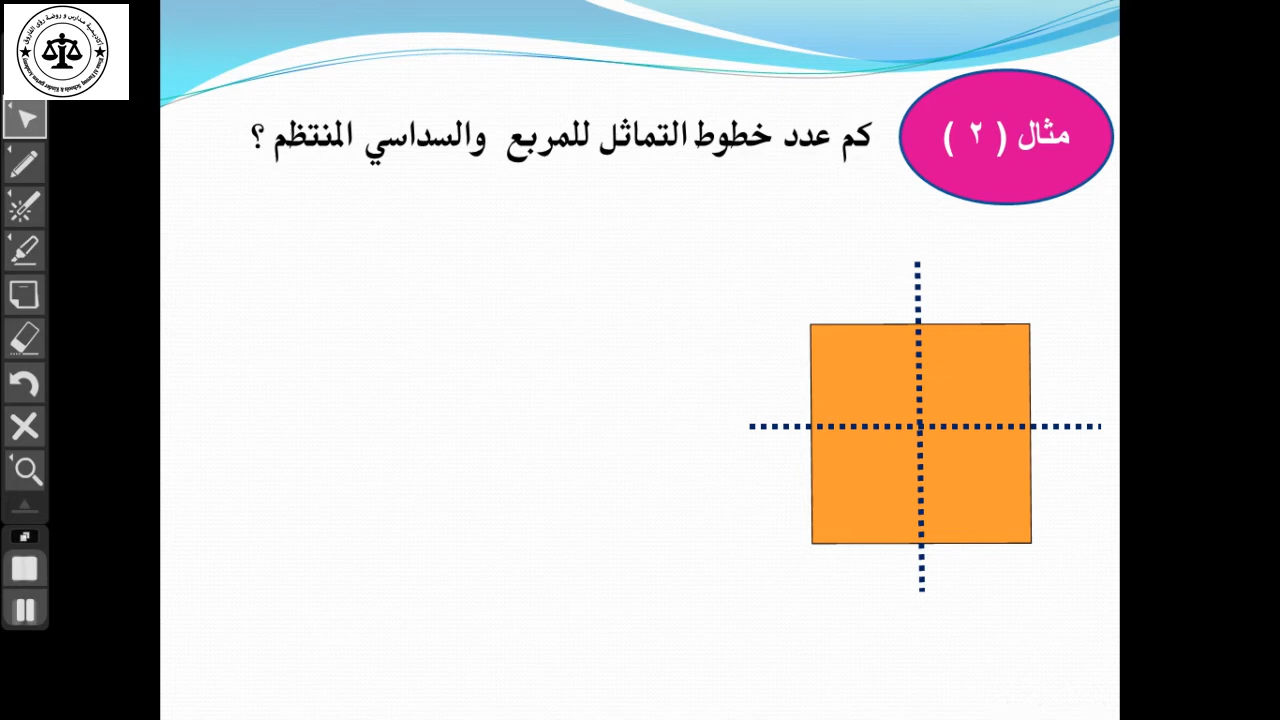 مثال ( ٢ )
كم عدد خطوط التماثل للمربع والسداسي المنتظم ؟